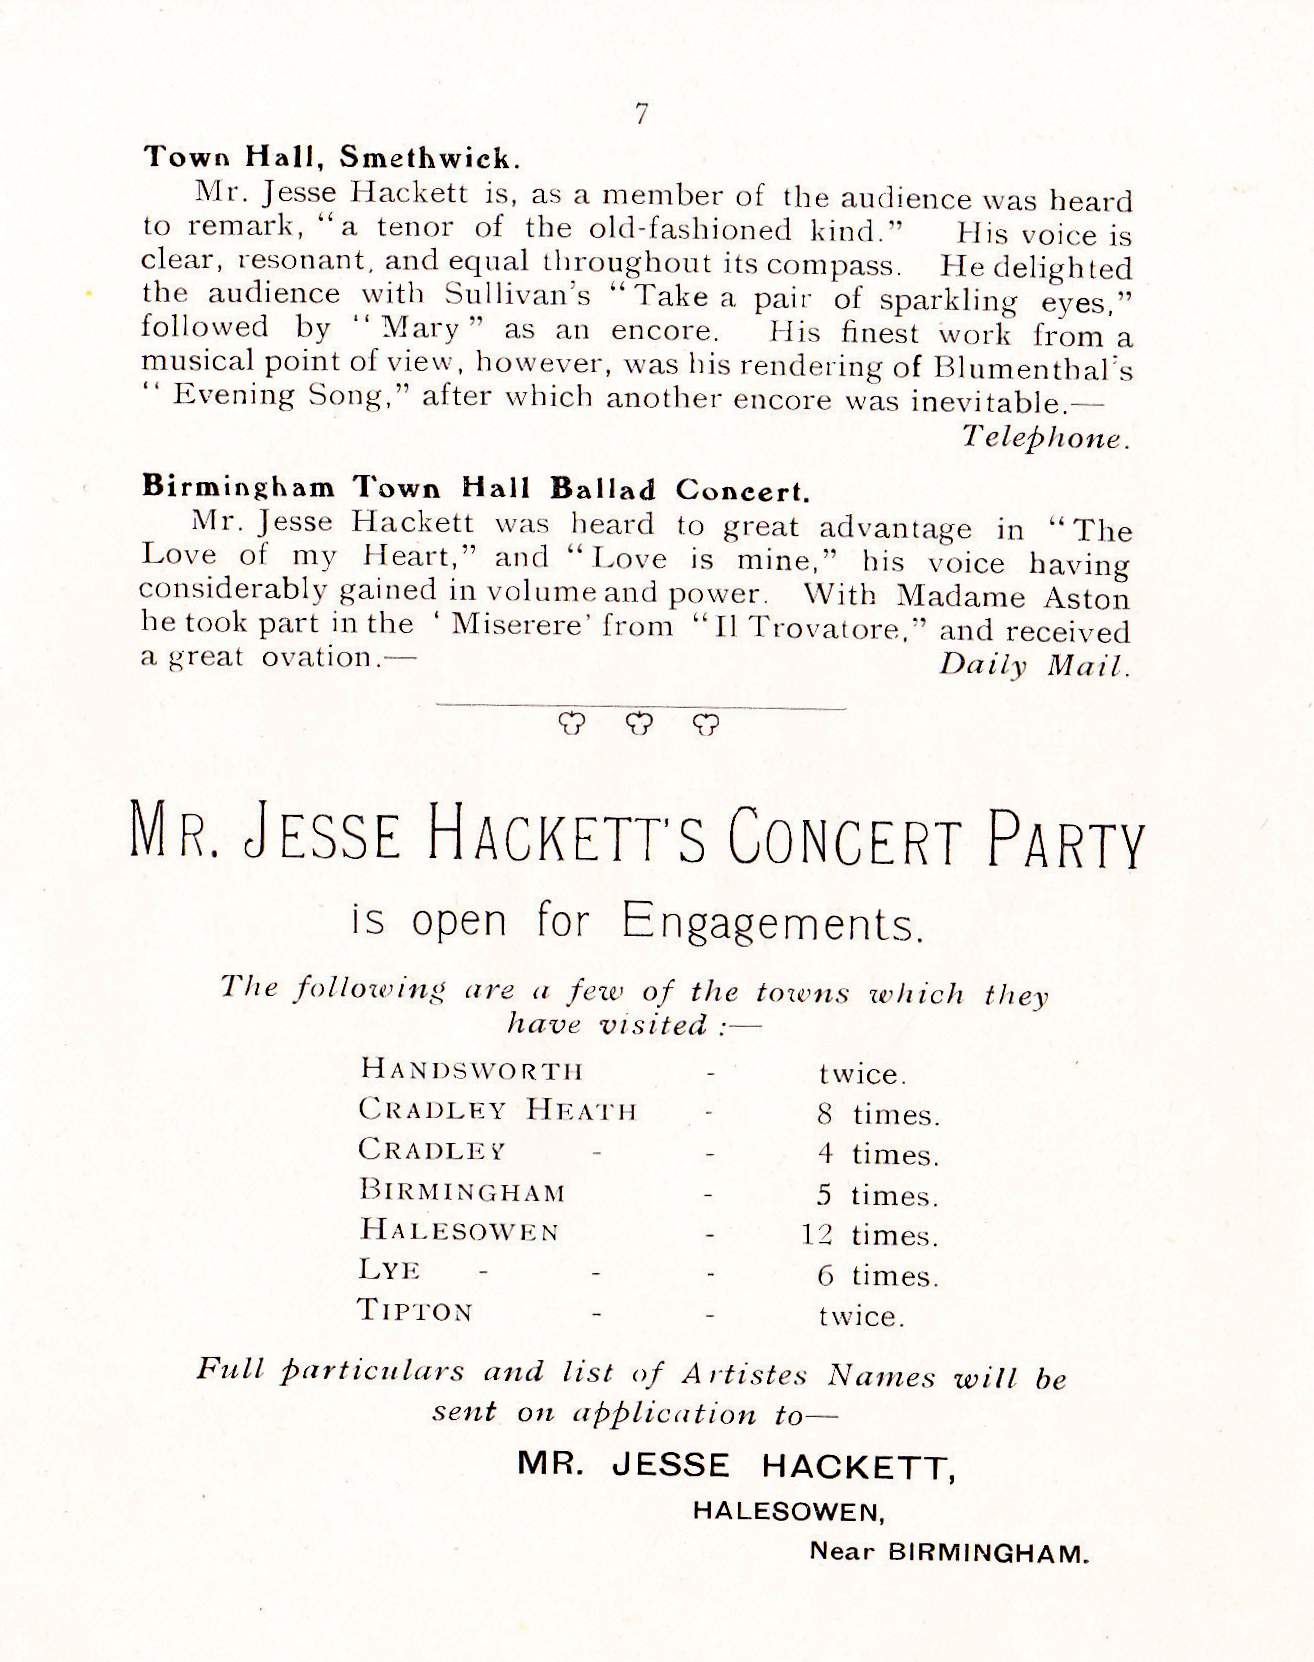 7
Town Hall, Smethwick.
Mr. Jesse Hackett is, as a member of the audience was heard
to remark, “a tenor of the old-fashioned kind.” His voice is
clear, resonant, and equal throughout its compass. He delighted
the audience with Sullivan's “Take a pair of sparkling eyes,”
followed by “Mary” as an encore. His finest work from a
musical point of view, however, was his rendering of Blumenthal's
“Evening Song,” after which another encore was inevitable.—
Telephone.
Birmingham Town Hall Ballad Concert.
Mr. Jesse Hackett was heard to great advantage in “The
Love of my Heart,” and “Love is mine,” his voice having
considerably gained in volume and power. With Madame Aston
he took part in the ‘Miserere’ from “Il Trovatore,” and received
a great ovation.— Daily Mail.
MR. JESSE HACKETT'S CONCERT PARTY
is open for Engagements.
The following are a few of the towns which they
have visited :—
HANDSWORTH - twice.
CRADLEY HEATH - 8 times.
CRADLEY - - 4 times.
BIRMINGHAM - 5 times.
HALESOWEN - 12 times.
LYE - - - 6 times.
TIPTON - - twice.
Full particulars and list of Artistes Names will be
sent on application to—
MR. JESSE HACKETT,
HALESOWEN,
Near BIRMINGHAM.